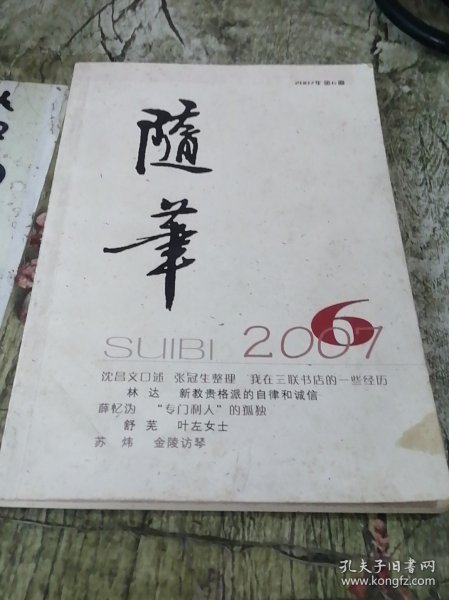 2007年第6期
隨
筆
SUIBI 2007
6
沈昌文口述 张冠生整理 我在三联书店的一些经历
林达 新教贵格派的自律和诚信
薛忆沩 “专门利人”的孤独
舒芜 叶左女士
苏炜 金陵访琴
孔夫子旧书网
www.kongfz.com